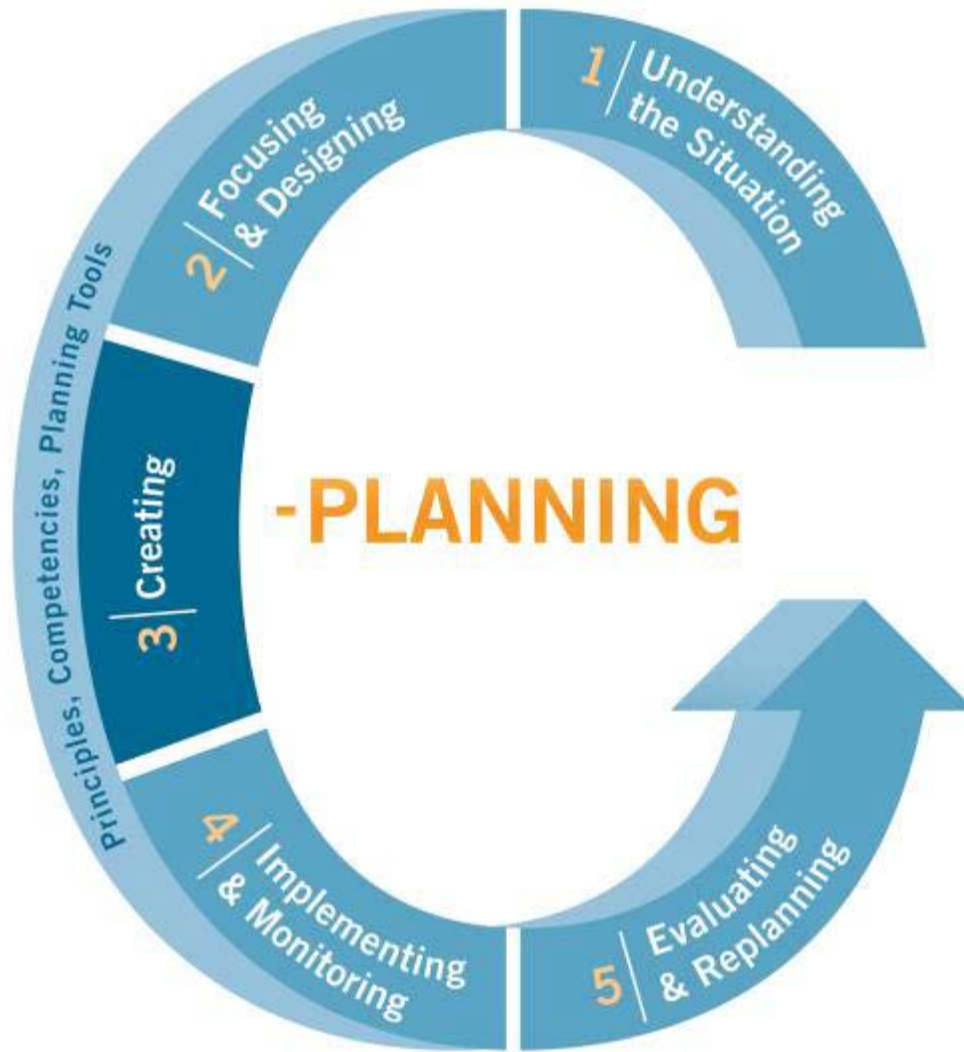 1 Understanding
the Situation
2 Focusing
& Designing
3 Creating
4 Implementing
& Monitoring
5 Evaluating
& Replanning
Principles, Competencies, Planning Tools
-PLANNING